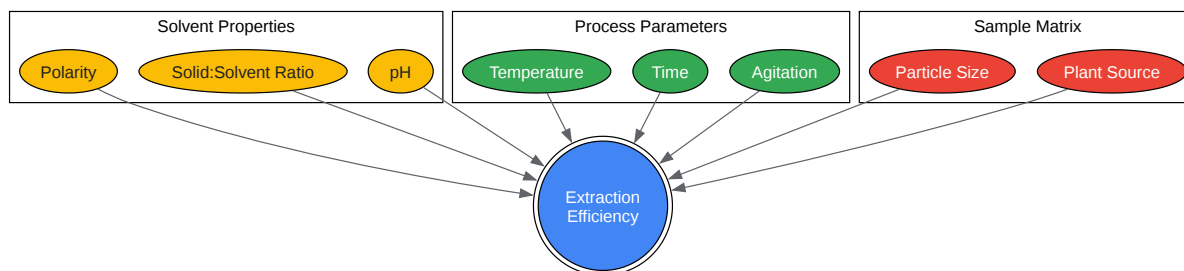 Solvent Properties
Process Parameters
Sample Matrix
Polarity
Solid:Solvent Ratio
pH
Temperature
Time
Agitation
Particle Size
Plant Source
Extraction
Efficiency